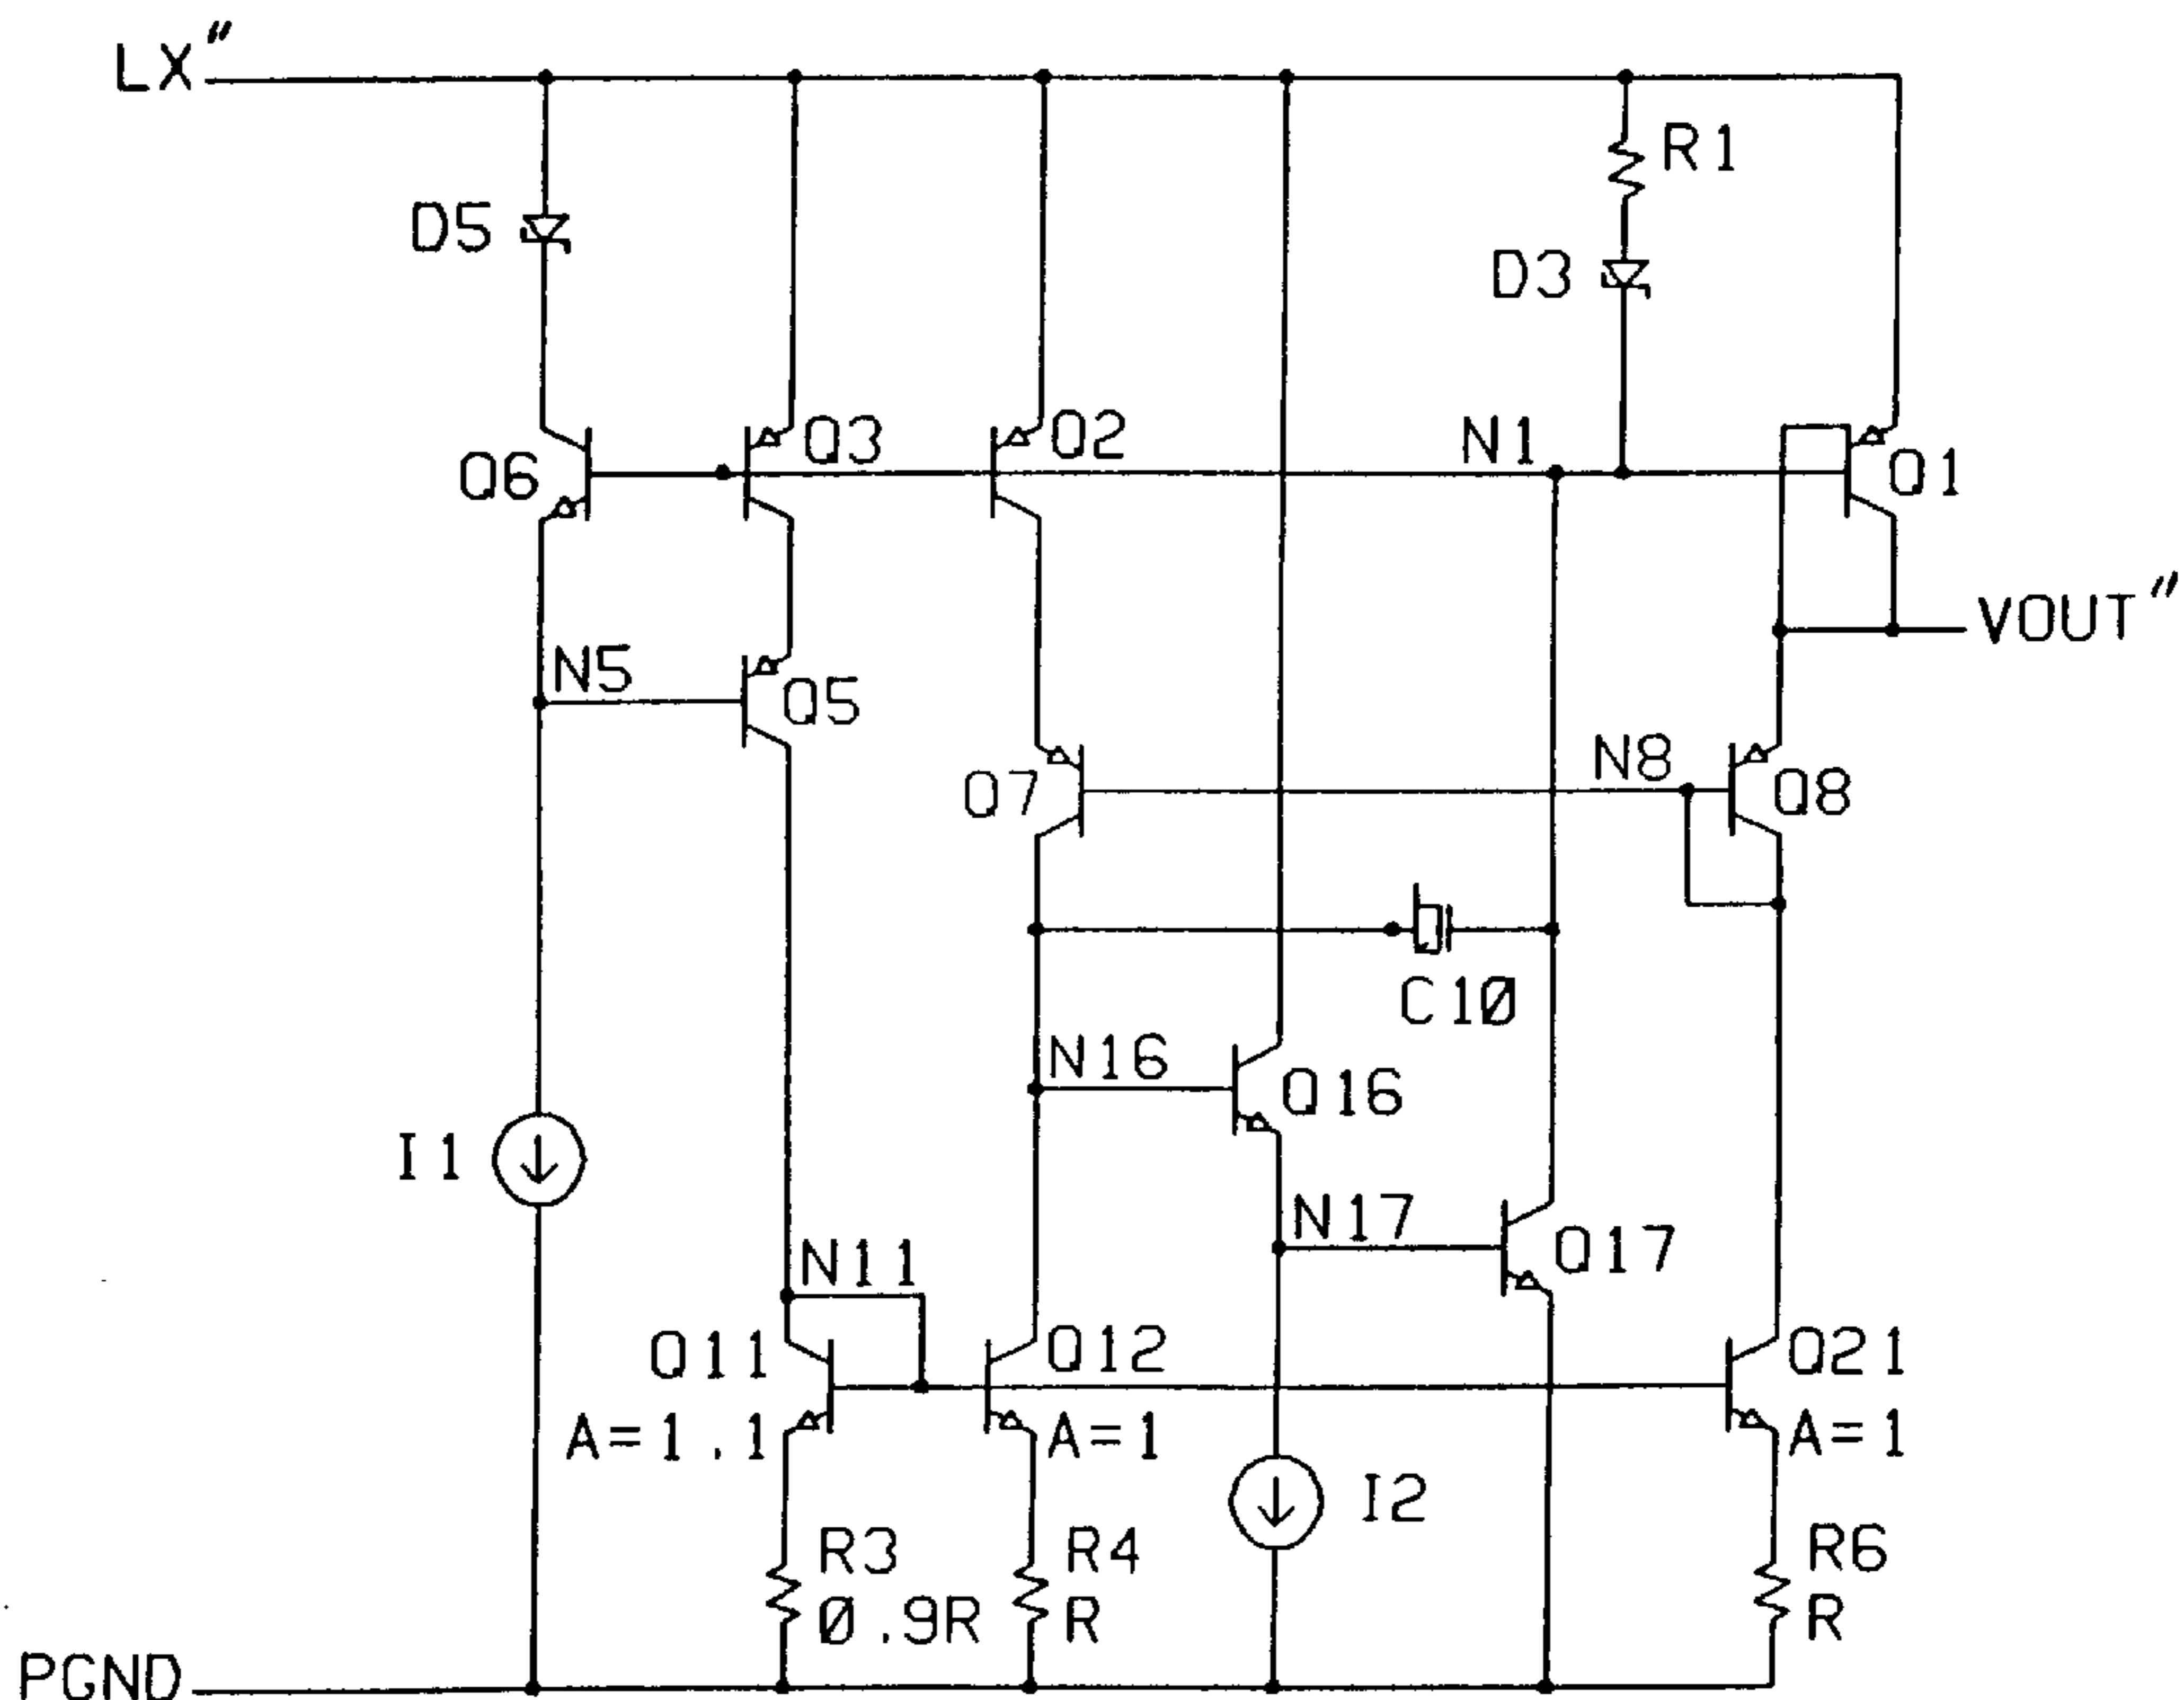 LX"
R1
D5
D3
Q3
Q2
N1
Q6
Q1
VOUT"
N5
Q5
N8
Q7
Q8
C10
N16
Q16
I1
N17
Q17
N11
Q11
Q12
Q21
A=1.1
A=1
A=1
I2
R3
R4
R6
0.9R
R
R
PGND